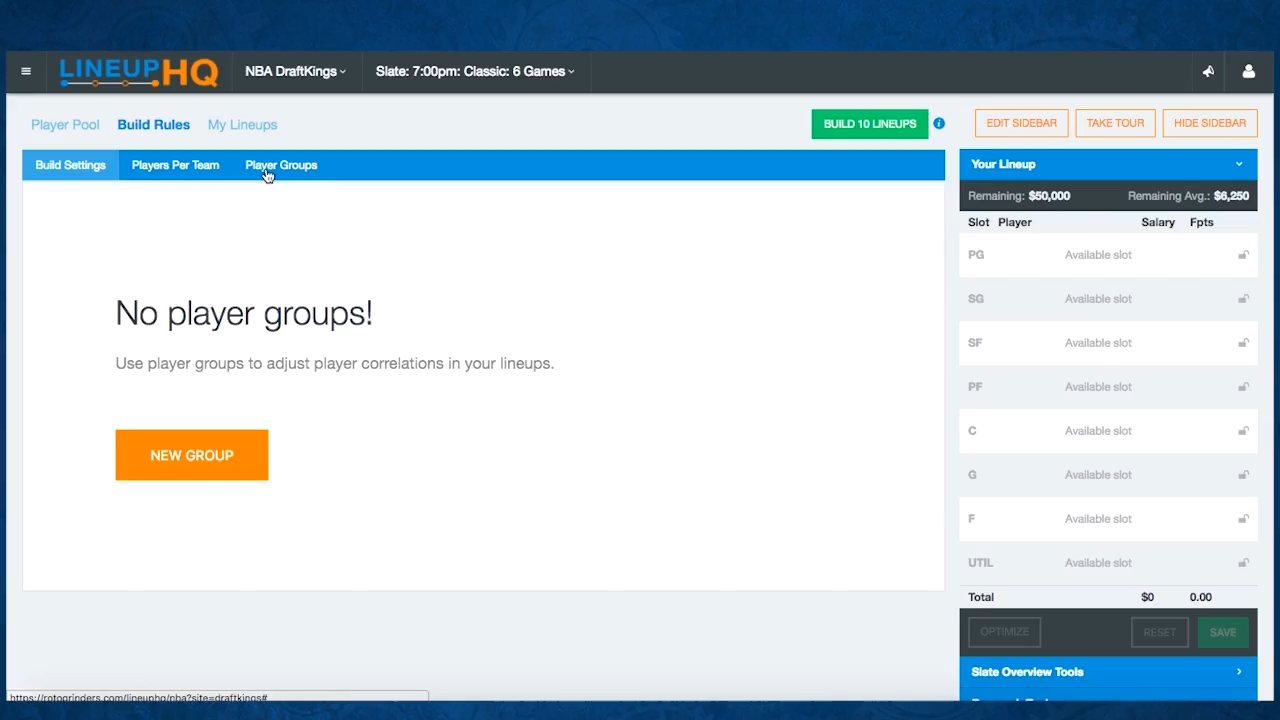 LINEUPHQ NBA DraftKings Slate: 7:00pm: Classic: 6 Games
Player Pool Build Rules My Lineups BUILD 10 LINEUPS i EDIT SIDEBAR TAKE TOUR HIDE SIDEBAR
Build Settings Players Per Team Player Groups
No player groups!
Use player groups to adjust player correlations in your lineups.
NEW GROUP
Your Lineup
Remaining: $50,000 Remaining Avg.: $6,250
Slot Player Salary Fpts
PG Available slot
SG Available slot
SF Available slot
PF Available slot
C Available slot
G Available slot
F Available slot
UTIL Available slot
Total $0 0.00
OPTIMIZE RESET SAVE
Slate Overview Tools
https://rotogrinders.com/lineuphq/nba?site=draftkings#